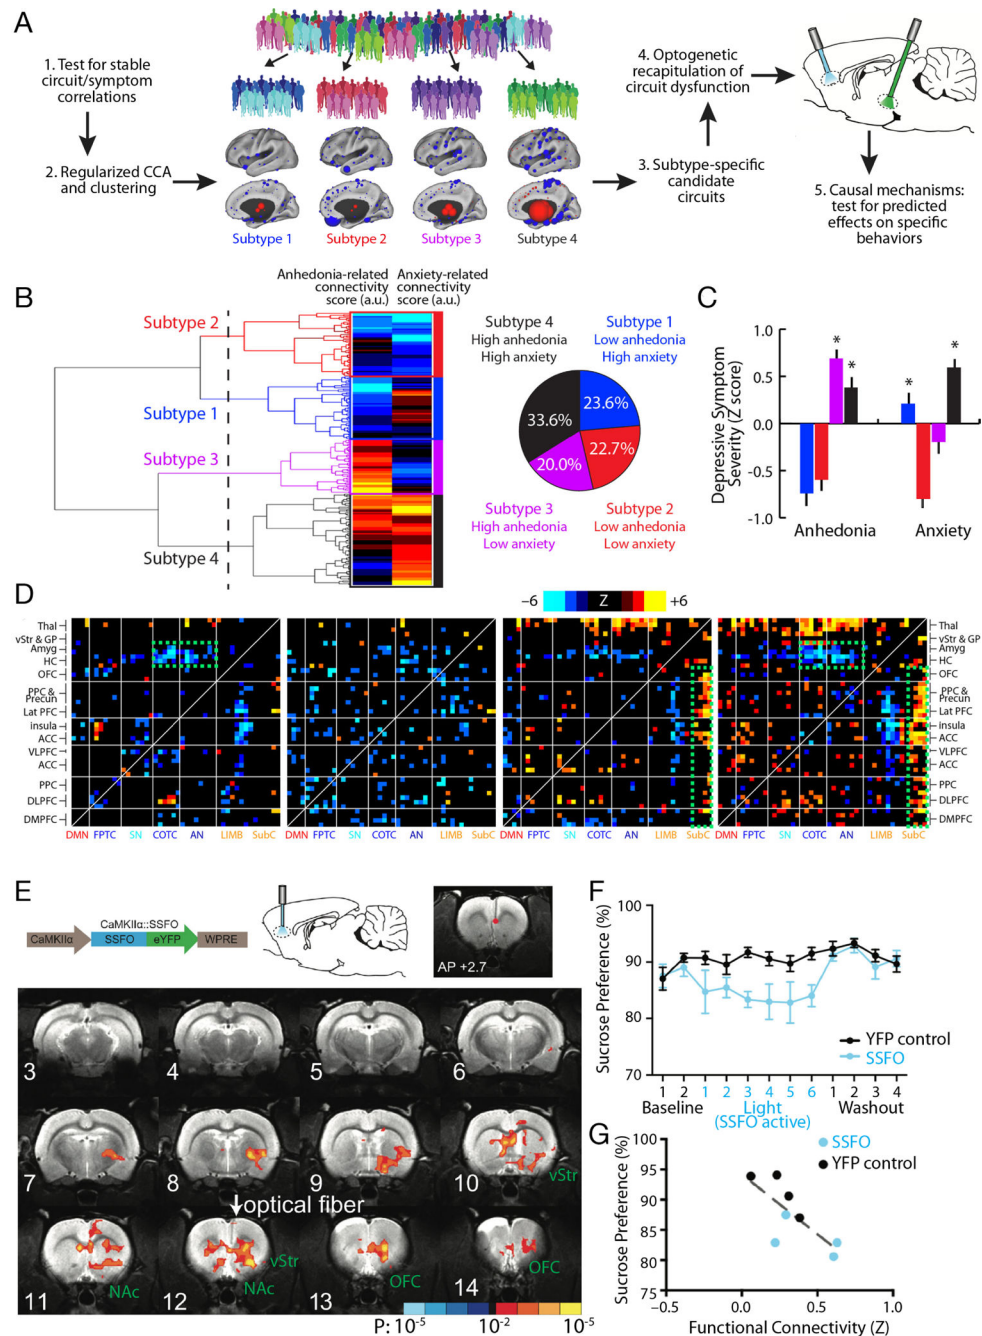 A
1. Test for stable
circuit/symptom
correlations
2. Regularized CCA
and clustering
Subtype 1
Subtype 2
Subtype 3
Subtype 4
3. Subtype-specific
candidate
circuits
4. Optogenetic
recapitulation of
circuit dysfunction
5. Causal mechanisms:
test for predicted
effects on specific
behaviors
B
Anhedonia-related
connectivity
score (a.u.)
Anxiety-related
connectivity
score (a.u.)
Subtype 2
Subtype 1
Subtype 3
Subtype 4
Subtype 4
High anhedonia
High anxiety
Subtype 1
Low anhedonia
High anxiety
33.6%
23.6%
20.0%
22.7%
Subtype 3
High anhedonia
Low anxiety
Subtype 2
Low anhedonia
Low anxiety
C
Depressive Symptom
Severity (Z score)
1.0
0.5
0.0
-0.5
-1.0
*
*
*
*
Anhedonia
Anxiety
D
−6
Z
+6
Thal
vStr & GP
Amyg
HC
OFC
PPC &
Precun
Lat PFC
insula
ACC
VLPFC
ACC
PPC
DLPFC
DMPFC
Thal
vStr & GP
Amyg
HC
OFC
PPC &
Precun
Lat PFC
insula
ACC
VLPFC
ACC
PPC
DLPFC
DMPFC
DMN FPTC SN COTC AN LIMB SubC
DMN FPTC SN COTC AN LIMB SubC
DMN FPTC SN COTC AN LIMB SubC
DMN FPTC SN COTC AN LIMB SubC
E
CaMKIIα::SSFO
CaMKIIα SSFO eYFP WPRE
AP +2.7
3
4
5
6
7
8
9
10
vStr
optical fiber
11
NAc
12
vStr
NAc
13
OFC
14
OFC
P: 10-5 10-2 10-5
F
Sucrose Preference (%)
100
90
80
70
YFP control
SSFO
1 2 1 2 3 4 5 6 1 2 3 4
Baseline Light Washout
(SSFO active)
G
Sucrose Preference (%)
100
95
90
85
80
75
SSFO
YFP control
−0.5 0.0 0.5 1.0
Functional Connectivity (Z)